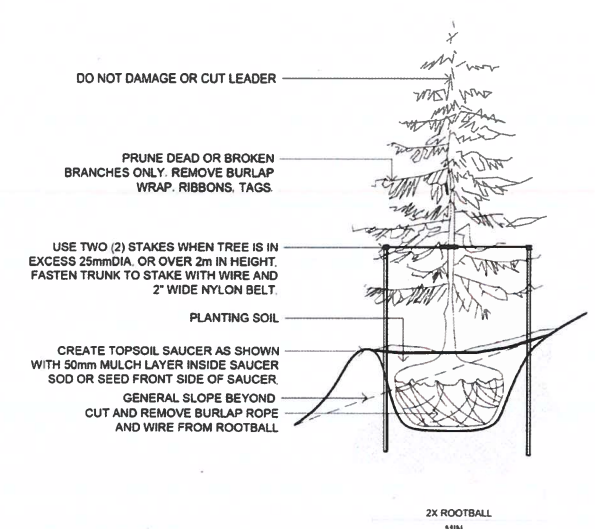 DO NOT DAMAGE OR CUT LEADER
PRUNE DEAD OR BROKEN
BRANCHES ONLY. REMOVE BURLAP
WRAP. RIBBONS, TAGS.
USE TWO (2) STAKES WHEN TREE IS IN
EXCESS 25mmDIA. OR OVER 2m IN HEIGHT.
FASTEN TRUNK TO STAKE WITH WIRE AND
2" WIDE NYLON BELT.
PLANTING SOIL
CREATE TOPSOIL SAUCER AS SHOWN
WITH 50mm MULCH LAYER INSIDE SAUCER
SOD OR SEED FRONT SIDE OF SAUCER.
GENERAL SLOPE BEYOND
CUT AND REMOVE BURLAP ROPE
AND WIRE FROM ROOTBALL
2X ROOTBALL
MIN